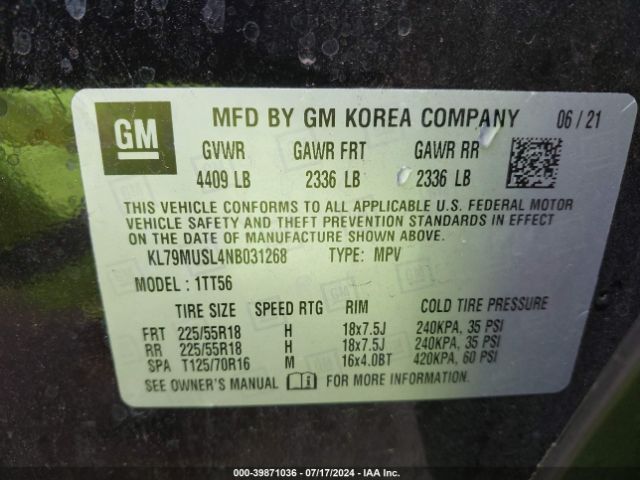 GM
MFD BY GM KOREA COMPANY 06 / 21
GVWR GAWR FRT GAWR RR
4409 LB 2336 LB 2336 LB
THIS VEHICLE CONFORMS TO ALL APPLICABLE U.S. FEDERAL MOTOR
VEHICLE SAFETY AND THEFT PREVENTION STANDARDS IN EFFECT
ON THE DATE OF MANUFACTURE SHOWN ABOVE.
KL79MUSL4NB031268 TYPE: MPV
MODEL : 1TT56
TIRE SIZE SPEED RTG RIM COLD TIRE PRESSURE
FRT 225/55R18 H 18x7.5J 240KPA, 35 PSI
RR 225/55R18 H 18x7.5J 240KPA, 35 PSI
SPA T125/70R16 M 16x4.0BT 420KPA, 60 PSI
SEE OWNER'S MANUAL FOR MORE INFORMATION.
000-39871036 - 07/17/2024 - IAA Inc.